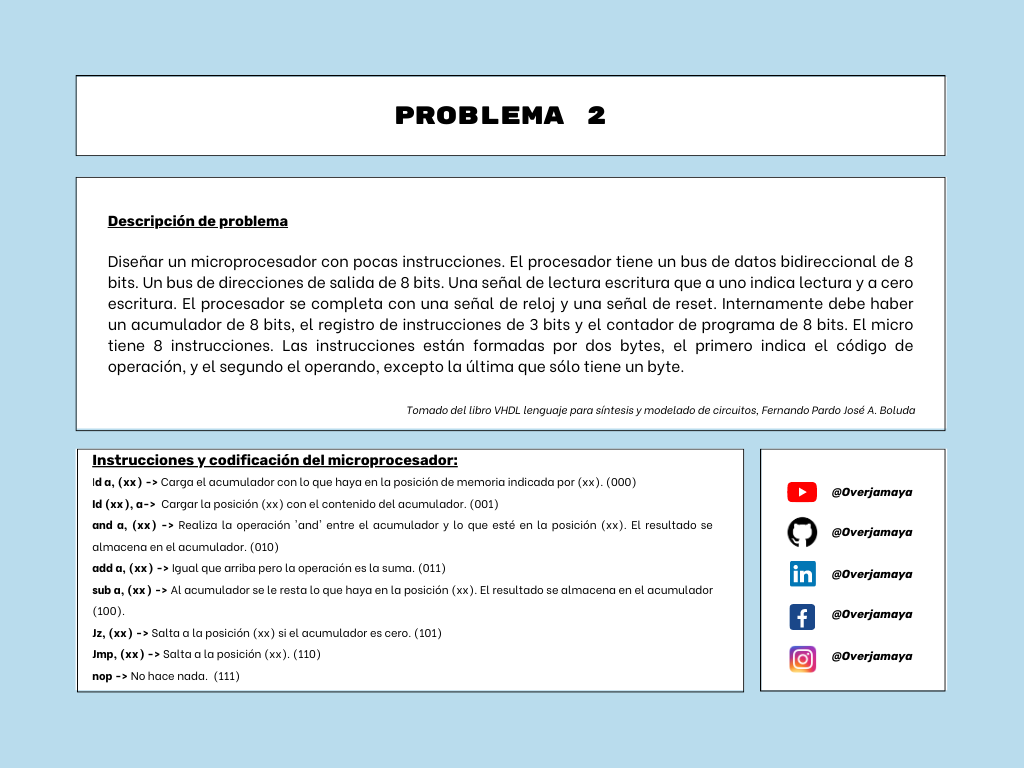 PROBLEMA 2
Descripción de problema
Diseñar un microprocesador con pocas instrucciones. El procesador tiene un bus de datos bidireccional de 8
bits. Un bus de direcciones de salida de 8 bits. Una señal de lectura escritura que a uno indica lectura y a cero
escritura. El procesador se completa con una señal de reloj y una señal de reset. Internamente debe haber
un acumulador de 8 bits, el registro de instrucciones de 3 bits y el contador de programa de 8 bits. El micro
tiene 8 instrucciones. Las instrucciones están formadas por dos bytes, el primero indica el código de
operación, y el segundo el operando, excepto la última que sólo tiene un byte.
Tomado del libro VHDL lenguaje para síntesis y modelado de circuitos, Fernando Pardo José A. Boluda
Instrucciones y codificación del microprocesador:
ld a, (xx) -> Carga el acumulador con lo que haya en la posición de memoria indicada por (xx). (000)
ld (xx), a-> Cargar la posición (xx) con el contenido del acumulador. (001)
and a, (xx) -> Realiza la operación 'and' entre el acumulador y lo que esté en la posición (xx). El resultado se
almacena en el acumulador. (010)
add a, (xx) -> Igual que arriba pero la operación es la suma. (011)
sub a, (xx) -> Al acumulador se le resta lo que haya en la posición (xx). El resultado se almacena en el acumulador
(100).
Jz, (xx) -> Salta a la posición (xx) si el acumulador es cero. (101)
Jmp, (xx) -> Salta a la posición (xx). (110)
nop -> No hace nada. (111)
@Overjamaya
@Overjamaya
in @Overjamaya
f @Overjamaya
@Overjamaya